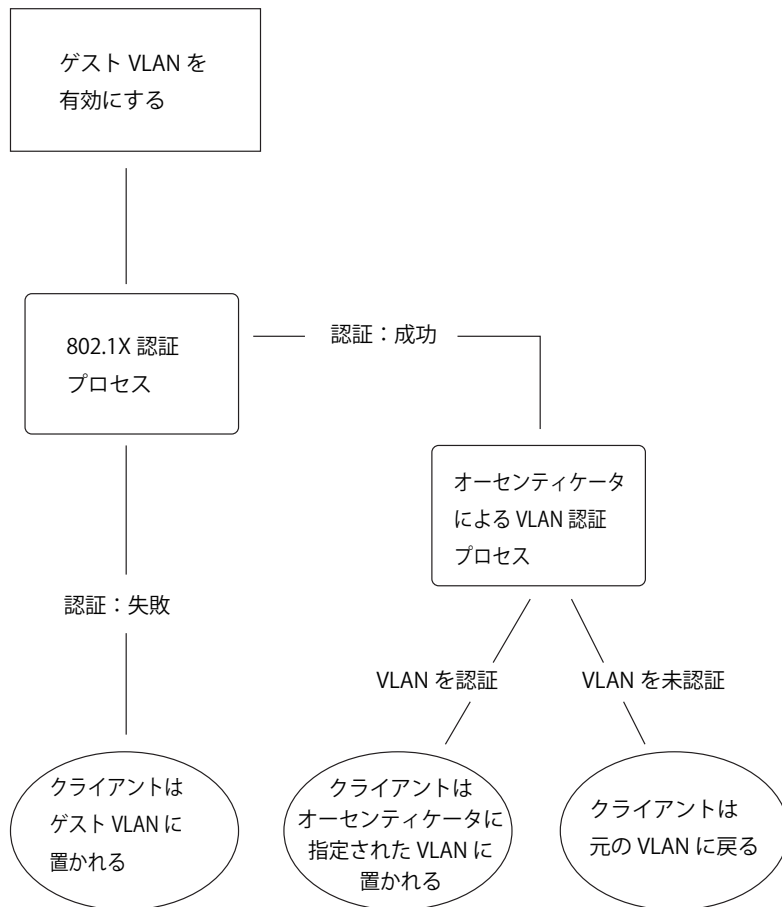 ゲスト VLAN を
有効にする
802.1X 認証
プロセス
認証：成功
オーセンティケータ
による VLAN 認証
プロセス
認証：失敗
VLAN を認証
VLAN を未認証
クライアントは
ゲスト VLAN に
置かれる
クライアントは
オーセンティケータに
指定された VLAN に
置かれる
クライアントは
元の VLAN に戻る